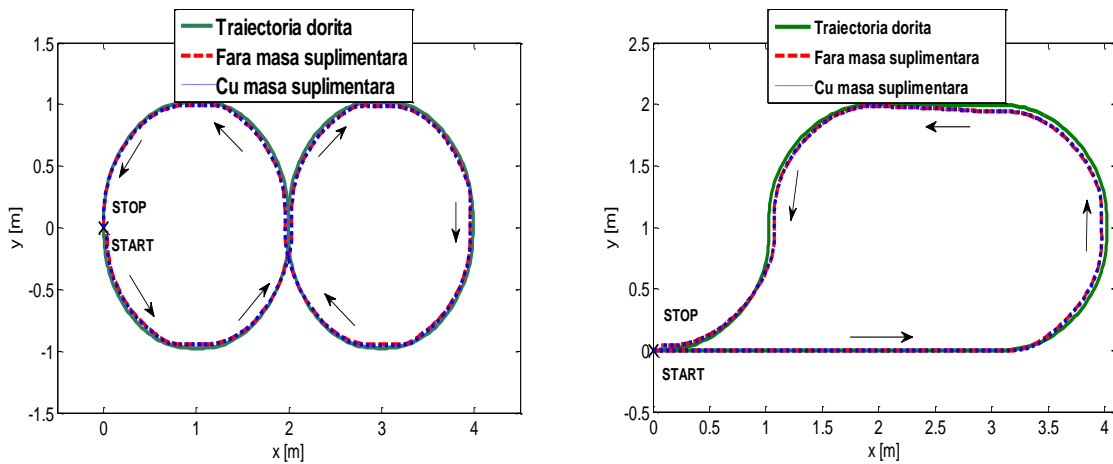 Traiectoria dorita
Fara masa suplimentara
Cu masa suplimentara
1.5
1
0.5
0
-0.5
-1
-1.5
y [m]
STOP
START
0
1
2
3
4
x [m]
Traiectoria dorita
Fara masa suplimentara
Cu masa suplimentara
2.5
2
1.5
1
0.5
0
-0.5
y [m]
STOP
START
0
0.5
1
1.5
2
2.5
3
3.5
4
x [m]